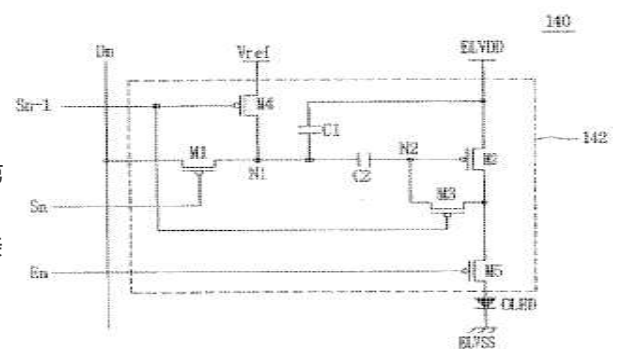 140
Dm
Vref
ELVDD
Sn-1
M4
C1
M1
N1
C2
N2
M2
142
M3
Sn
En
M5
OLED
ELVSS